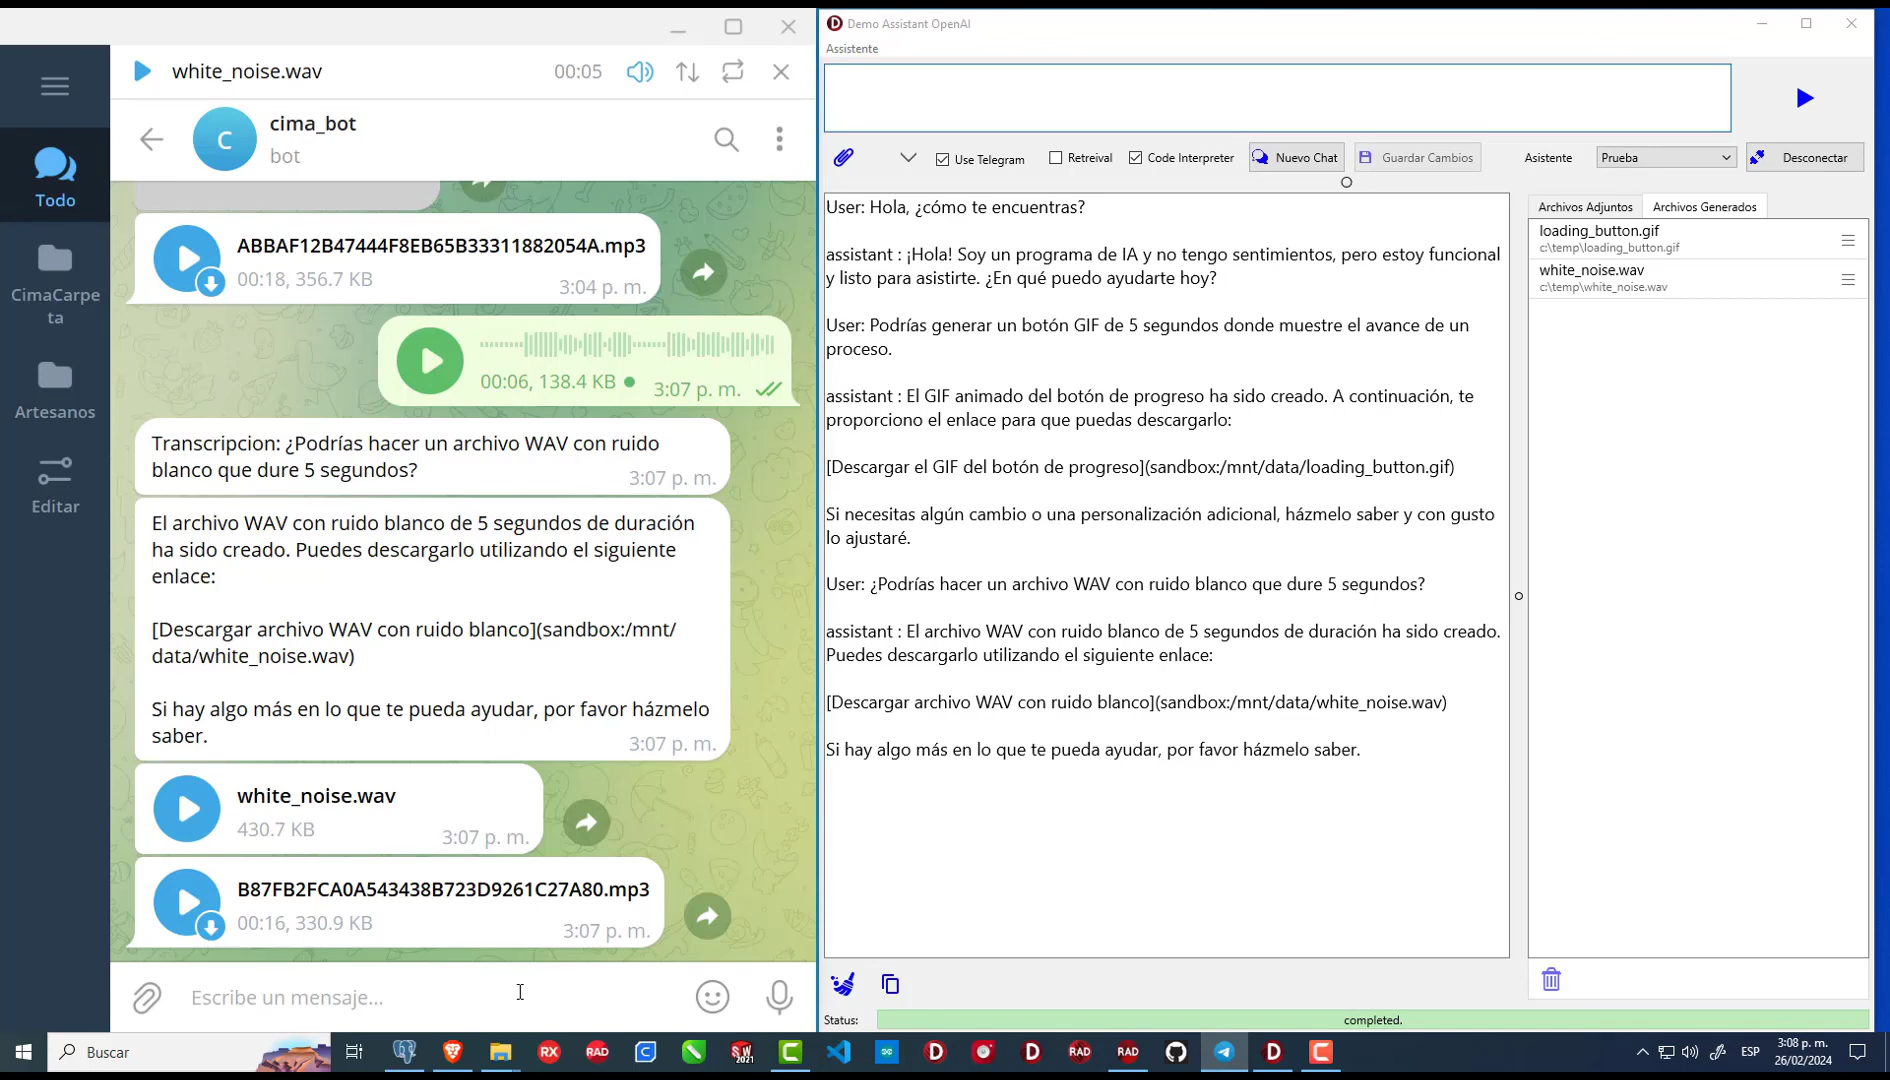 white_noise.wav
00:05
cima_bot
bot
C
Todo
CimaCarpe
ta
Artesanos
Editar
ABBAF12B47444F8EB65B33311882054A.mp3
00:18, 356.7 KB
3:04 p. m.
00:06, 138.4 KB
3:07 p. m.
Transcripcion: ¿Podrías hacer un archivo WAV con ruido
blanco que dure 5 segundos?
3:07 p. m.
El archivo WAV con ruido blanco de 5 segundos de duración
ha sido creado. Puedes descargarlo utilizando el siguiente
enlace:
[Descargar archivo WAV con ruido blanco](sandbox:/mnt/
data/white_noise.wav)
Si hay algo más en lo que te pueda ayudar, por favor házmelo
saber.
3:07 p. m.
white_noise.wav
430.7 KB
3:07 p. m.
B87FB2FCA0A543438B723D9261C27A80.mp3
00:16, 330.9 KB
3:07 p. m.
Escribe un mensaje...
Demo Assistant OpenAI
Assistente
Use Telegram
Retreival
Code Interpreter
Nuevo Chat
Guardar Cambios
Asistente
Prueba
Desconectar
User: Hola, ¿cómo te encuentras?
assistant : ¡Hola! Soy un programa de IA y no tengo sentimientos, pero estoy funcional
y listo para asistirte. ¿En qué puedo ayudarte hoy?
User: Podrías generar un botón GIF de 5 segundos donde muestre el avance de un
proceso.
assistant : El GIF animado del botón de progreso ha sido creado. A continuación, te
proporciono el enlace para que puedas descargarlo:
[Descargar el GIF del botón de progreso](sandbox:/mnt/data/loading_button.gif)
Si necesitas algún cambio o una personalización adicional, házmelo saber y con gusto
lo ajustaré.
User: ¿Podrías hacer un archivo WAV con ruido blanco que dure 5 segundos?
assistant : El archivo WAV con ruido blanco de 5 segundos de duración ha sido creado.
Puedes descargarlo utilizando el siguiente enlace:
[Descargar archivo WAV con ruido blanco](sandbox:/mnt/data/white_noise.wav)
Si hay algo más en lo que te pueda ayudar, por favor házmelo saber.
Archivos Adjuntos
Archivos Generados
loading_button.gif
c:\temp\loading_button.gif
white_noise.wav
c:\temp\white_noise.wav
Status:
completed.
Buscar
RX
RAD
C
SW
2021
RAD
RAD
ESP
3:08 p. m.
26/02/2024